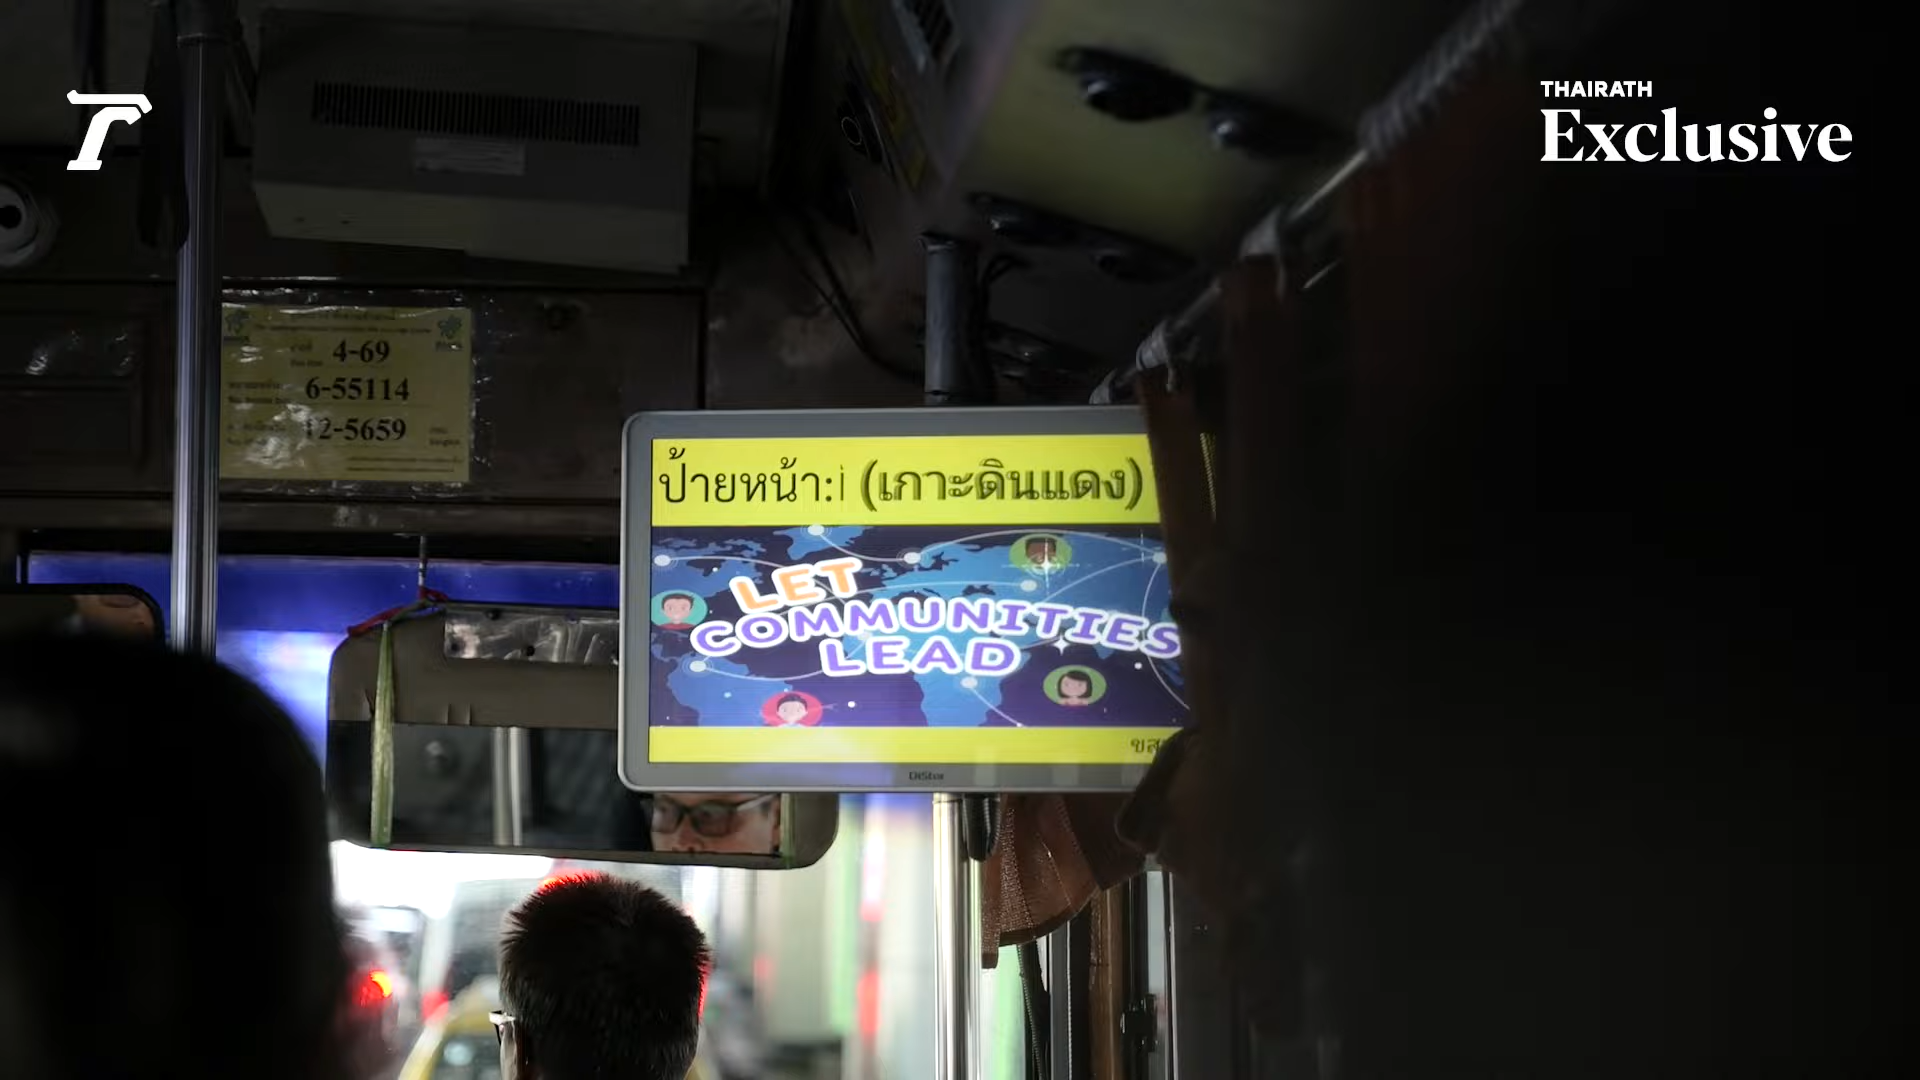 THAIRATH
Exclusive
4-69
6-55114
12-5659
ป้ายหน้า: (เกาะดินแดง)
LET
COMMUNITIES
LEAD